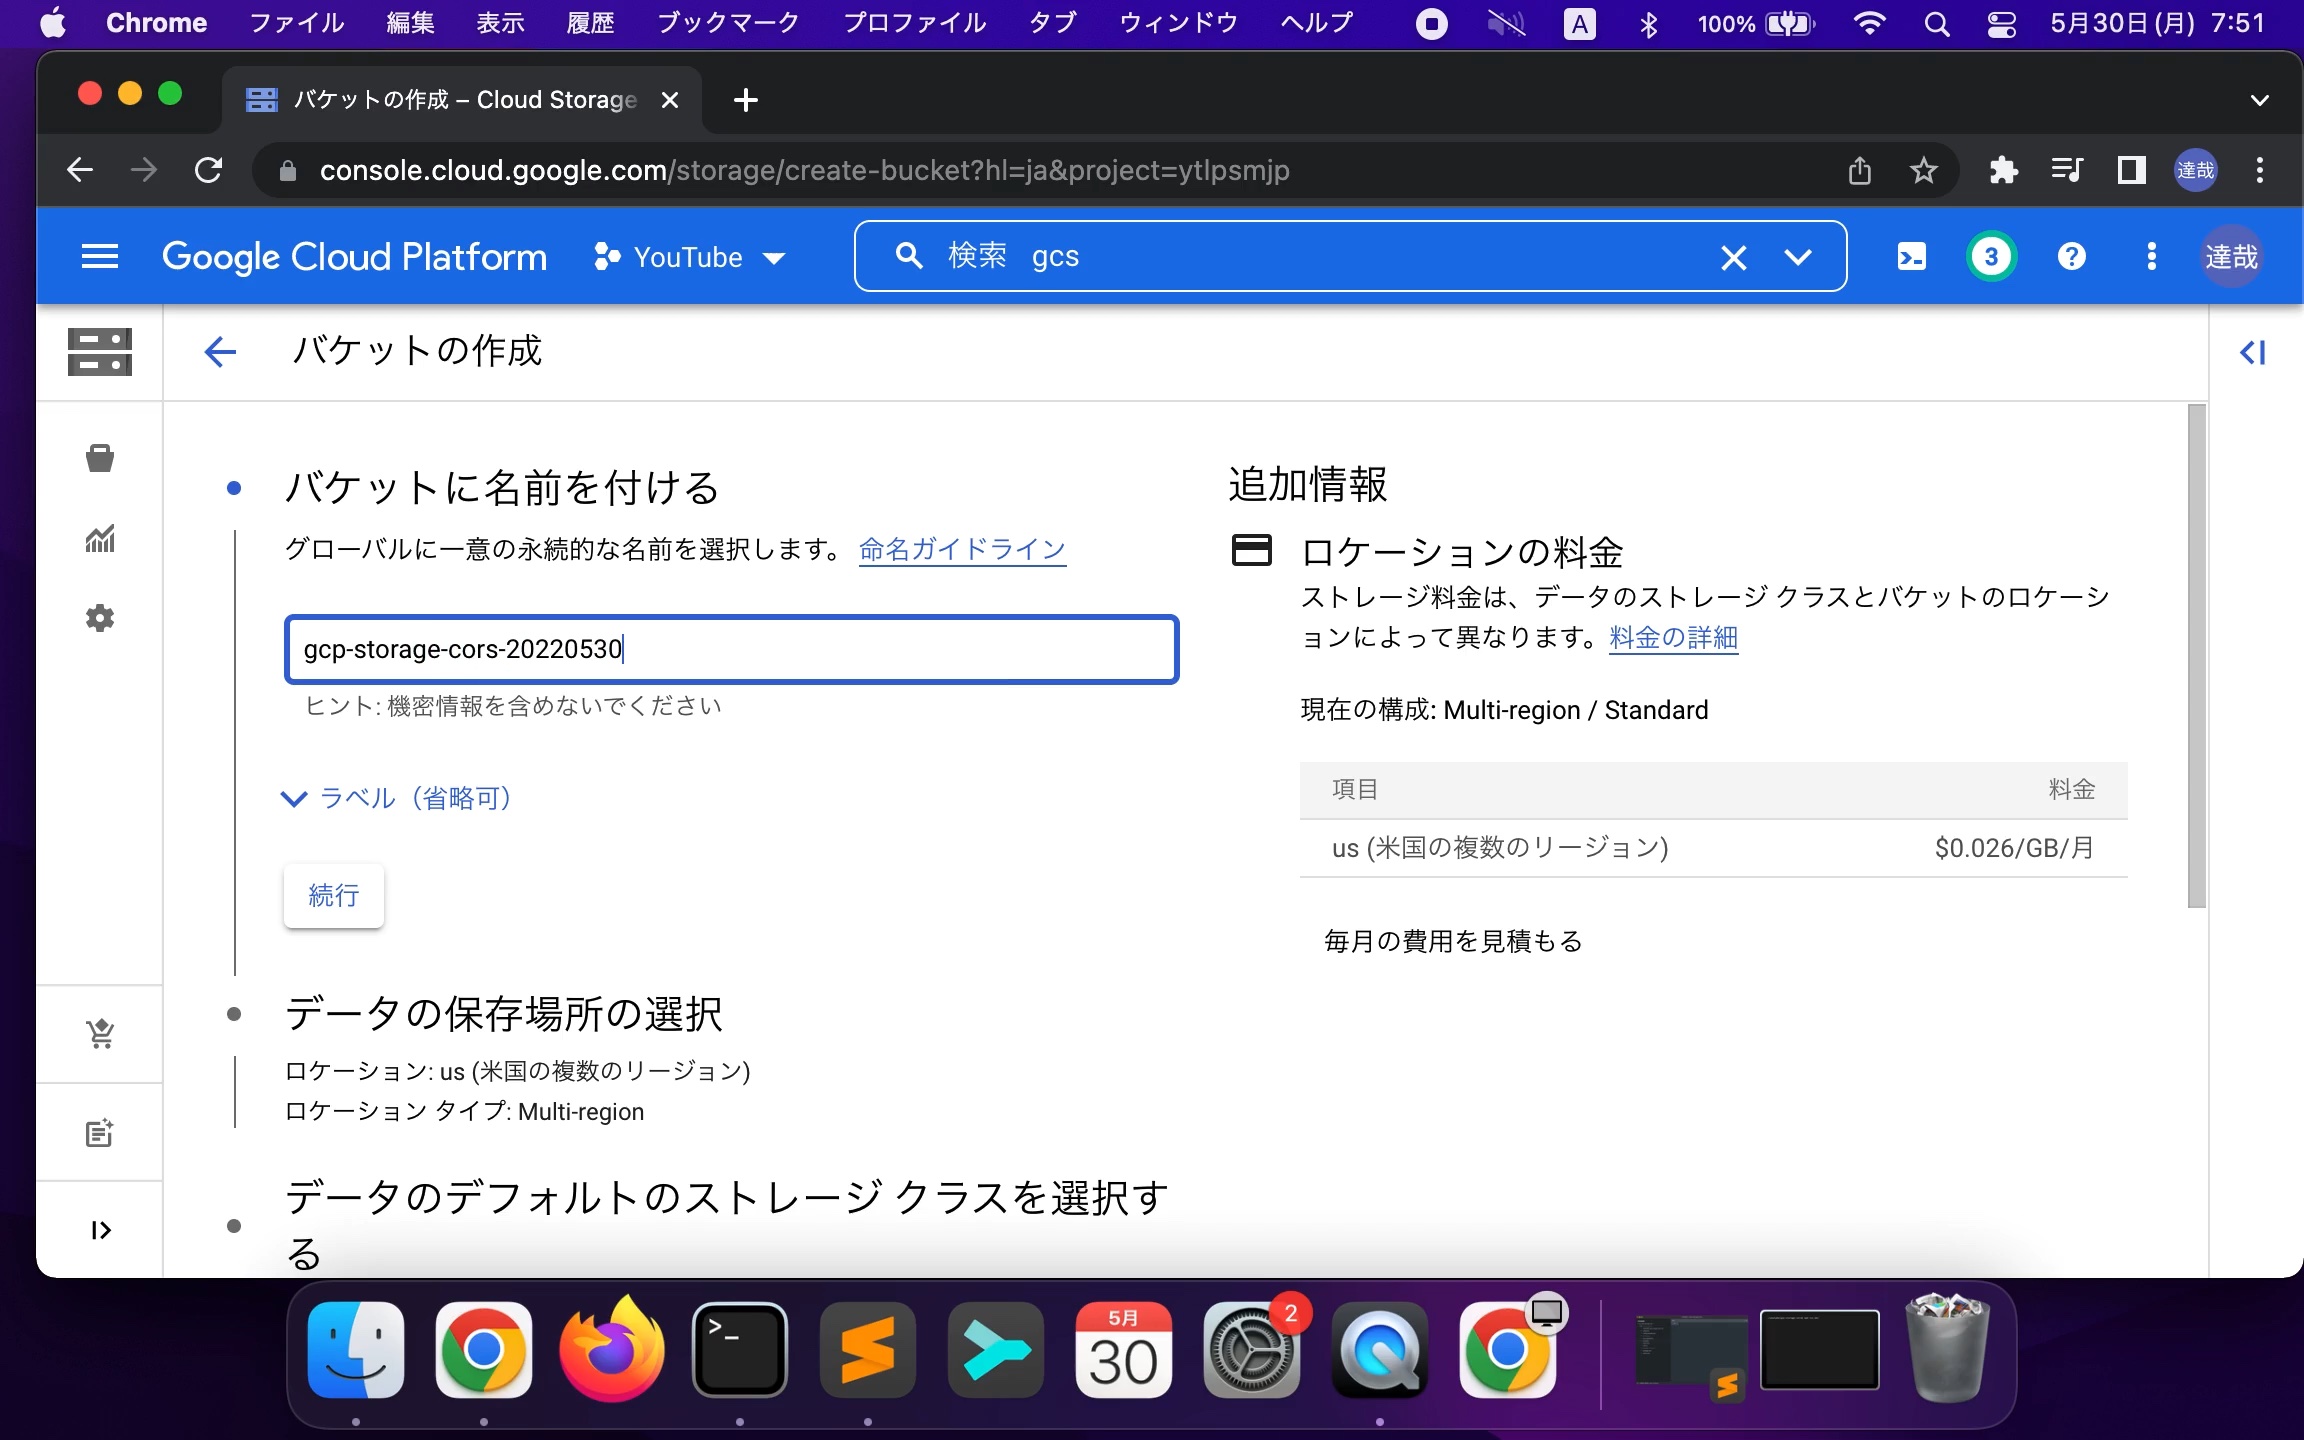 Chrome ファイル 編集 表示 履歴 ブックマーク プロファイル タブ ウィンドウ ヘルプ A 100% 5月30日(月) 7:51
バケットの作成 – Cloud Storage
console.cloud.google.com/storage/create-bucket?hl=ja&project=ytlpsmjp 達哉
Google Cloud Platform YouTube 検索 gcs 3 達哉
バケットの作成
バケットに名前を付ける
グローバルに一意の永続的な名前を選択します。 命名ガイドライン
gcp-storage-cors-20220530
ヒント: 機密情報を含めないでください
ラベル（省略可）
続行
データの保存場所の選択
ロケーション: us (米国の複数のリージョン)
ロケーション タイプ: Multi-region
データのデフォルトのストレージ クラスを選択す
る
追加情報
ロケーションの料金
ストレージ料金は、データのストレージ クラスとバケットのロケーシ
ョンによって異なります。料金の詳細
現在の構成: Multi-region / Standard
項目 料金
us (米国の複数のリージョン) $0.026/GB/月
毎月の費用を見積もる
5月
30
2